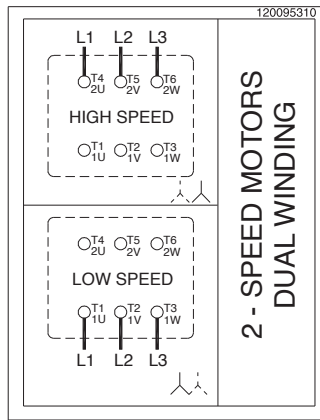 120095310
L1 L2 L3
T4 T5 T6
2U 2V 2W
HIGH SPEED
T1 T2 T3
1U 1V 1W
T4 T5 T6
2U 2V 2W
LOW SPEED
T1 T2 T3
1U 1V 1W
L1 L2 L3
2 - SPEED MOTORS
DUAL WINDING